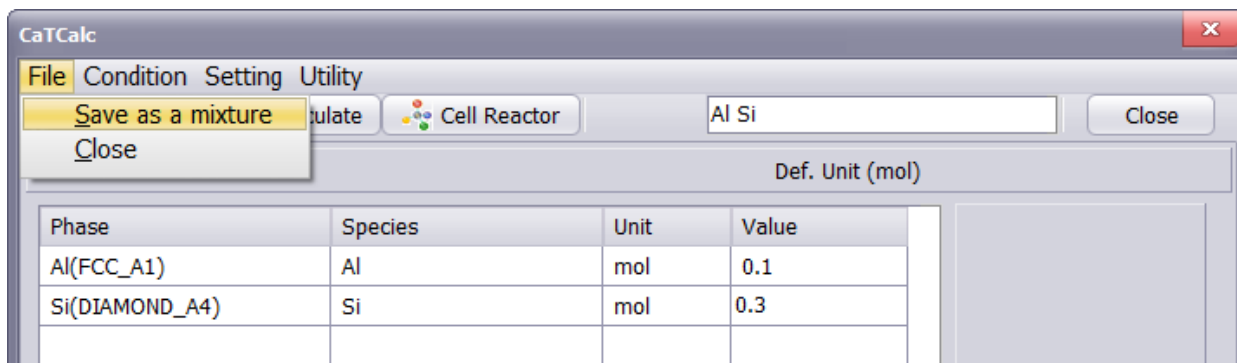 CaTCalc
File Condition Setting Utility
Save as a mixture
Close
Cell Reactor
Al Si
Close
Def. Unit (mol)
Phase Species Unit Value
Al(FCC_A1) Al mol 0.1
Si(DIAMOND_A4) Si mol 0.3